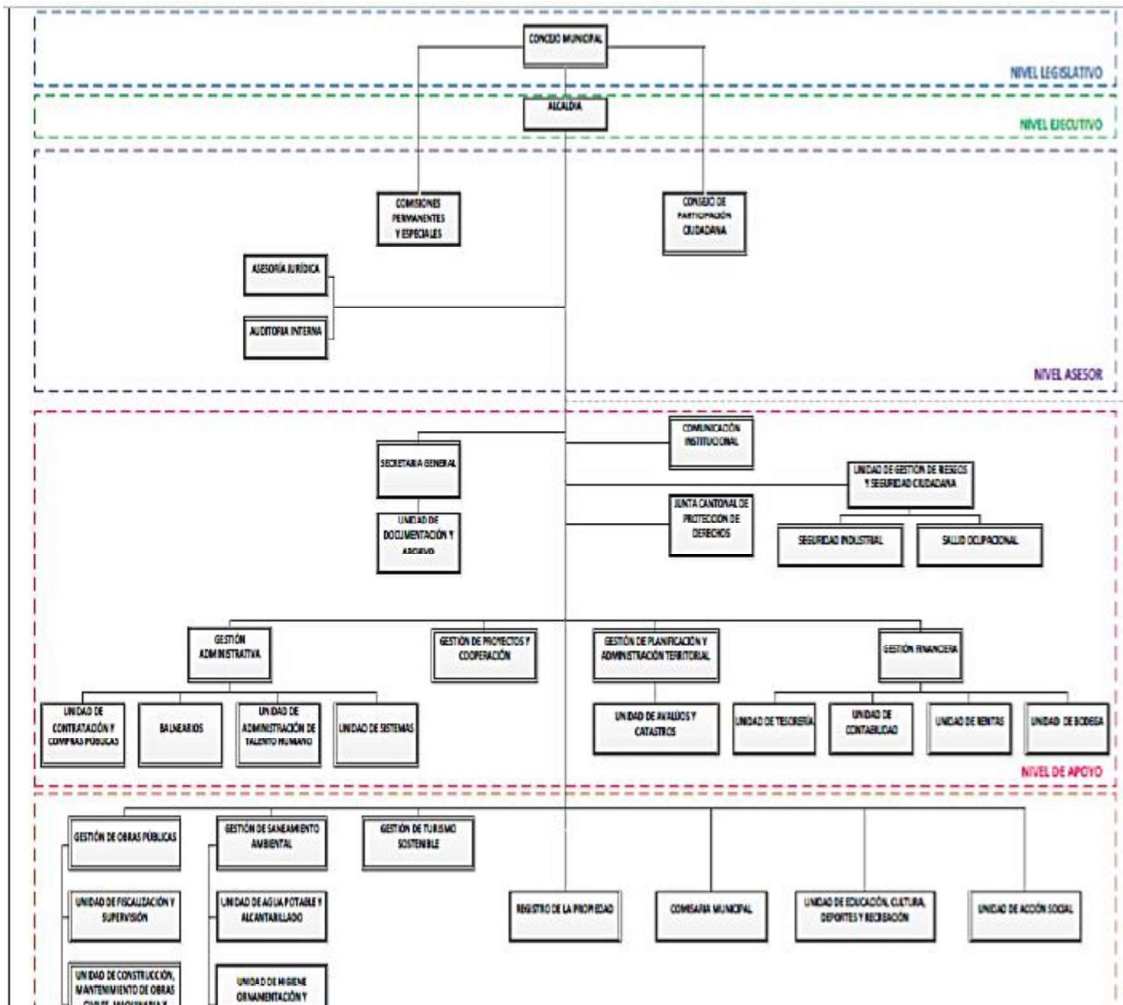 CONCEJO MUNICIPAL
NIVEL LEGISLATIVO
ALCALDIA
NIVEL EJECUTIVO
COMISIONES
PERMANENTES
Y ESPECIALES
CONSEJO DE
PARTICIPACIÓN
CIUDADANA
ASESORÍA JURÍDICA
AUDITORIA INTERNA
NIVEL ASESOR
COMUNICACIÓN
INSTITUCIONAL
SECRETARIA GENERAL
UNIDAD DE GESTIÓN DE RIESGOS
Y SEGURIDAD CIUDADANA
UNIDAD DE
DOCUMENTACIÓN Y
ARCHIVO
JUNTA CANTONAL DE
PROTECCIÓN DE
DERECHOS
SEGURIDAD INDUSTRIAL
SALUD OCUPACIONAL
GESTIÓN
ADMINISTRATIVA
GESTIÓN DE PROYECTOS Y
COOPERACIÓN
GESTIÓN DE PLANIFICACIÓN Y
ADMINISTRACIÓN TERRITORIAL
GESTIÓN FINANCIERA
UNIDAD DE
CONTRATACIÓN Y
COMPRAS PÚBLICAS
BALNEARIOS
UNIDAD DE
ADMINISTRACIÓN DE
TALENTO HUMANO
UNIDAD DE SISTEMAS
UNIDAD DE AVALÚOS Y
CATASTROS
UNIDAD DE TESORERÍA
UNIDAD DE
CONTABILIDAD
UNIDAD DE RENTAS
UNIDAD DE BODEGA
NIVEL DE APOYO
GESTIÓN DE OBRAS PÚBLICAS
GESTIÓN DE SANEAMIENTO
AMBIENTAL
GESTIÓN DE TURISMO
SOSTENIBLE
UNIDAD DE FISCALIZACIÓN Y
SUPERVISIÓN
UNIDAD DE AGUA POTABLE Y
ALCANTARILLADO
REGISTRO DE LA PROPIEDAD
COMISARIA MUNICIPAL
UNIDAD DE EDUCACIÓN, CULTURA,
DEPORTES Y RECREACIÓN
UNIDAD DE ACCIÓN SOCIAL
UNIDAD DE CONSTRUCCIÓN,
MANTENIMIENTO DE OBRAS
UNIDAD DE HIGIENE
ORNAMENTACIÓN Y